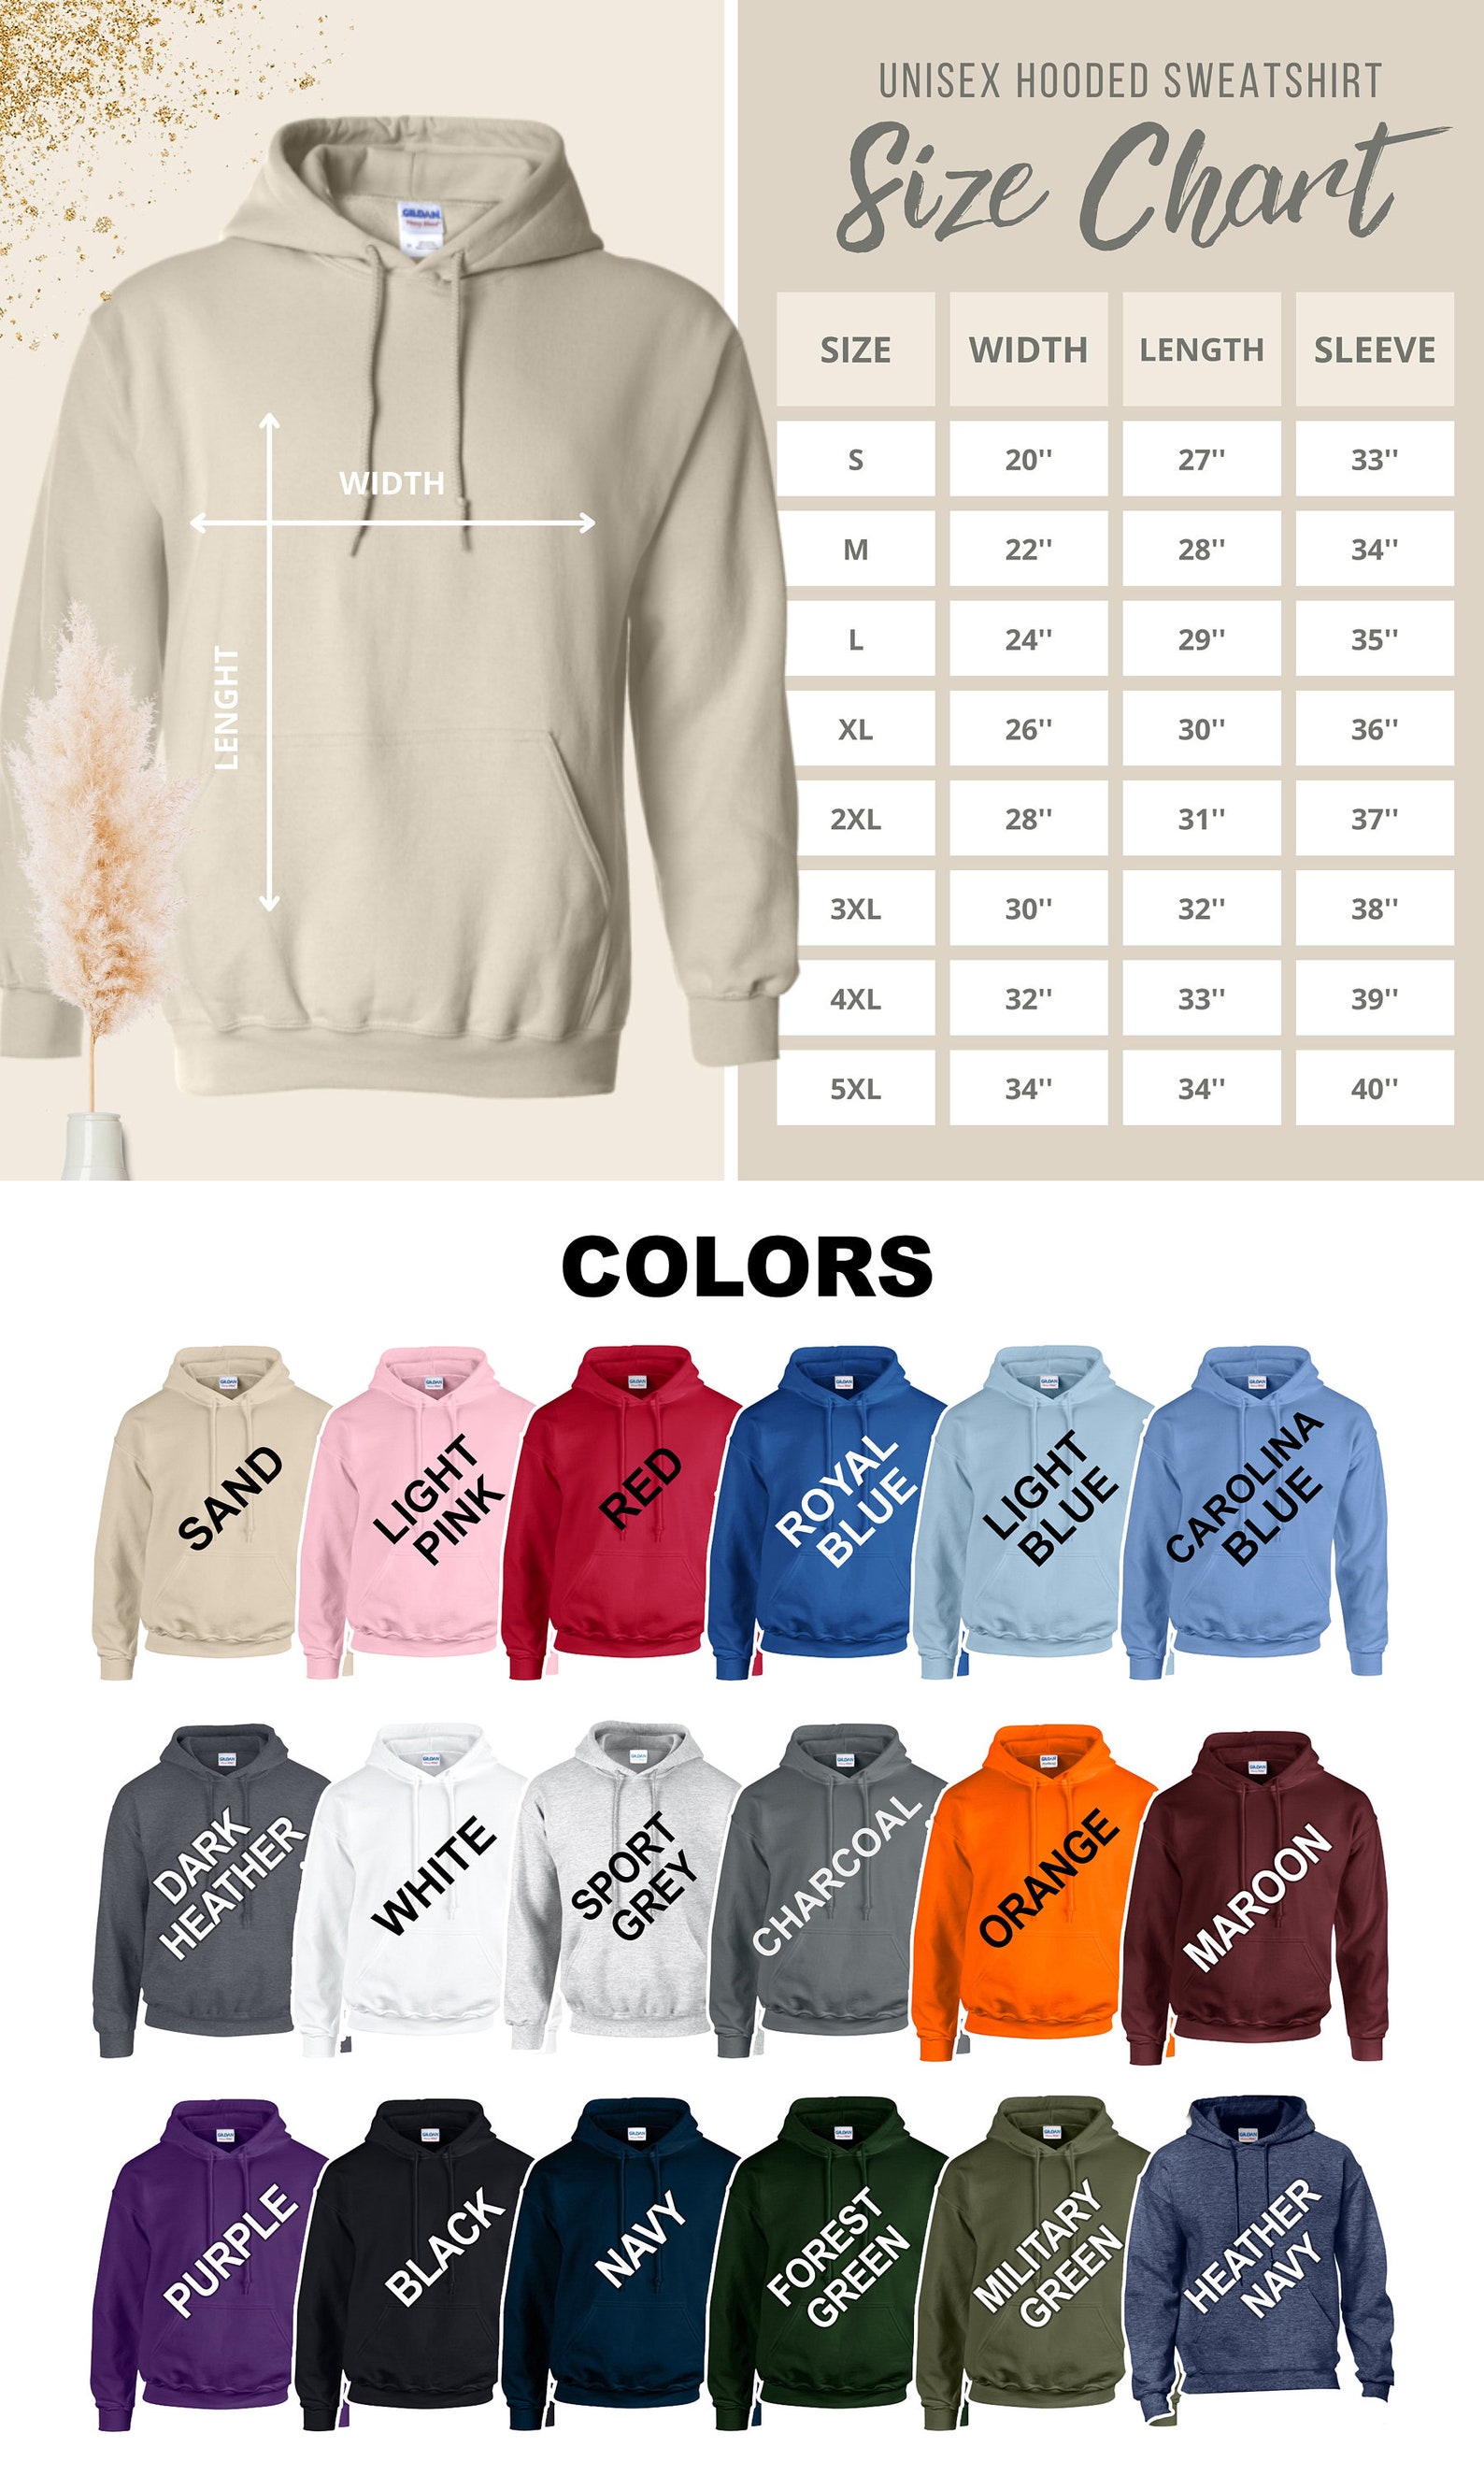 UNISEX HOODED SWEATSHIRT
Size Chart
GILDAN
Heavy Blend
WIDTH
LENGHT
SIZE WIDTH LENGTH SLEEVE
S 20'' 27'' 33''
M 22'' 28'' 34''
L 24'' 29'' 35''
XL 26'' 30'' 36''
2XL 28'' 31'' 37''
3XL 30'' 32'' 38''
4XL 32'' 33'' 39''
5XL 34'' 34'' 40''
COLORS
SAND
LIGHT
PINK
RED
ROYAL
BLUE
LIGHT
BLUE
CAROLINA
BLUE
DARK
HEATHER
WHITE
SPORT
GREY
CHARCOAL
ORANGE
MAROON
PURPLE
BLACK
NAVY
FOREST
GREEN
MILITARY
GREEN
HEATHER
NAVY